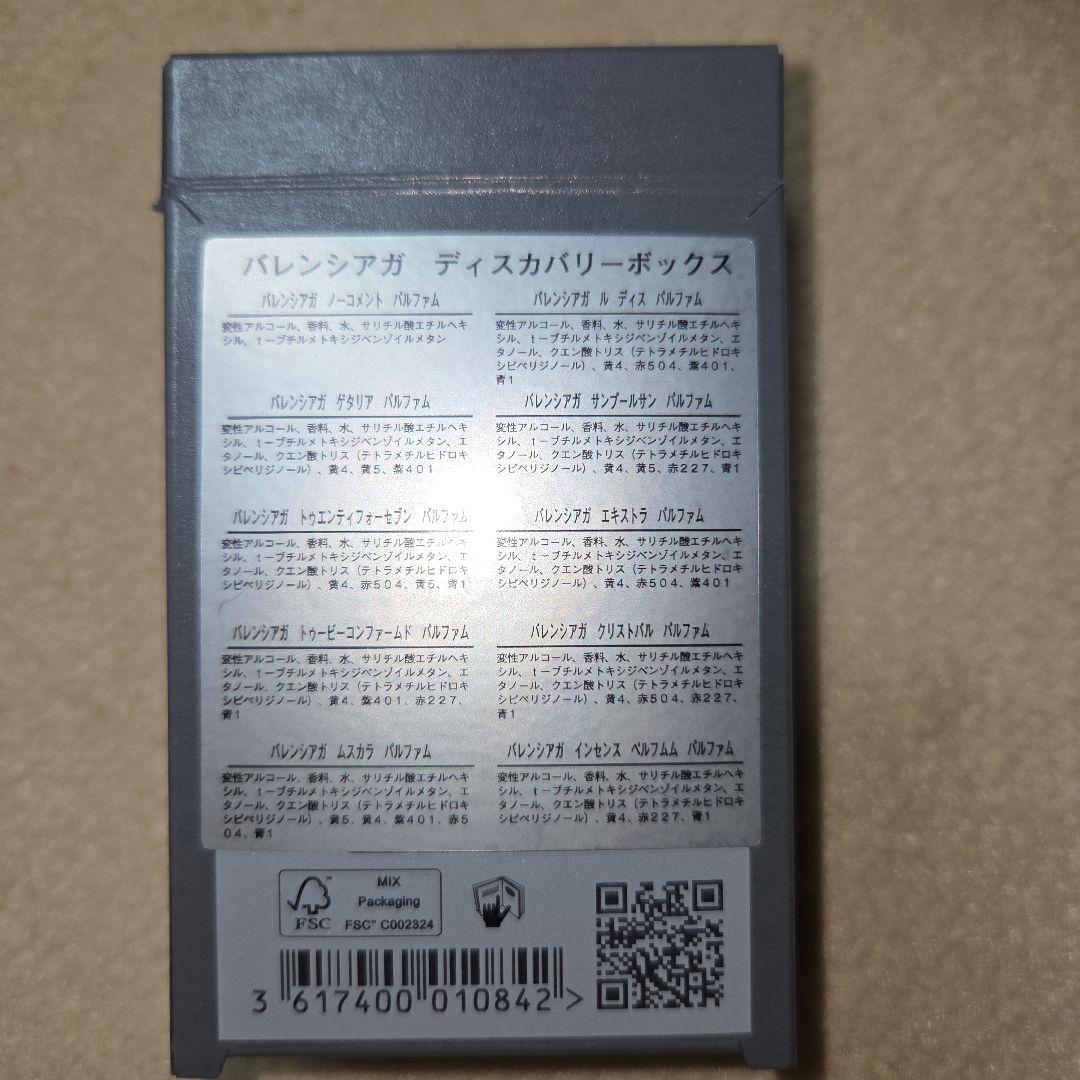 バレンシアガ ディスカバリーボックス
バレンシアガ ノーコメント パルファム
変性アルコール、香料、水、サリチル酸エチルヘキ
シル、t−ブチルメトキシジベンゾイルメタン
バレンシアガ ル ディス パルファム
変性アルコール、香料、水、サリチル酸エチルヘキ
シル、t−ブチルメトキシジベンゾイルメタン、エ
タノール、クエン酸トリス（テトラメチルヒドロキ
シピペリジノール）、黄4、赤504、紫401、
青1
バレンシアガ ゲタリア パルファム
変性アルコール、香料、水、サリチル酸エチルヘキ
シル、t−ブチルメトキシジベンゾイルメタン、エ
タノール、クエン酸トリス（テトラメチルヒドロキ
シピペリジノール）、黄4、黄5、紫401
バレンシアガ サンプールサン パルファム
変性アルコール、香料、水、サリチル酸エチルヘキ
シル、t−ブチルメトキシジベンゾイルメタン、エ
タノール、クエン酸トリス（テトラメチルヒドロキ
シピペリジノール）、黄4、黄5、赤227、青1
バレンシアガ トゥエンティフォーセブン パルファム
変性アルコール、香料、水、サリチル酸エチルヘキ
シル、t−ブチルメトキシジベンゾイルメタン、エ
タノール、クエン酸トリス（テトラメチルヒドロキ
シピペリジノール）、黄4、赤504、黄5、青1
バレンシアガ エキストラ パルファム
変性アルコール、香料、水、サリチル酸エチルヘキ
シル、t−ブチルメトキシジベンゾイルメタン、エ
タノール、クエン酸トリス（テトラメチルヒドロキ
シピペリジノール）、黄4、赤504、紫401
バレンシアガ トゥービーコンファームド パルファム
変性アルコール、香料、水、サリチル酸エチルヘキ
シル、t−ブチルメトキシジベンゾイルメタン、エ
タノール、クエン酸トリス（テトラメチルヒドロキ
シピペリジノール）、黄4、紫401、赤227、
青1
バレンシアガ クリストバル パルファム
変性アルコール、香料、水、サリチル酸エチルヘキ
シル、t−ブチルメトキシジベンゾイルメタン、エ
タノール、クエン酸トリス（テトラメチルヒドロキ
シピペリジノール）、黄4、赤504、赤227、
青1
バレンシアガ ムスカラ パルファム
変性アルコール、香料、水、サリチル酸エチルヘキ
シル、t−ブチルメトキシジベンゾイルメタン、エ
タノール、クエン酸トリス（テトラメチルヒドロキ
シピペリジノール）、黄5、黄4、紫401、赤5
04、青1
バレンシアガ インセンス ペルフムム パルファム
変性アルコール、香料、水、サリチル酸エチルヘキ
シル、t−ブチルメトキシジベンゾイルメタン、エ
タノール、クエン酸トリス（テトラメチルヒドロキ
シピペリジノール）、黄4、赤227、青1
FSC
MIX
Packaging
FSC™ C002324
3 617400 010842 >